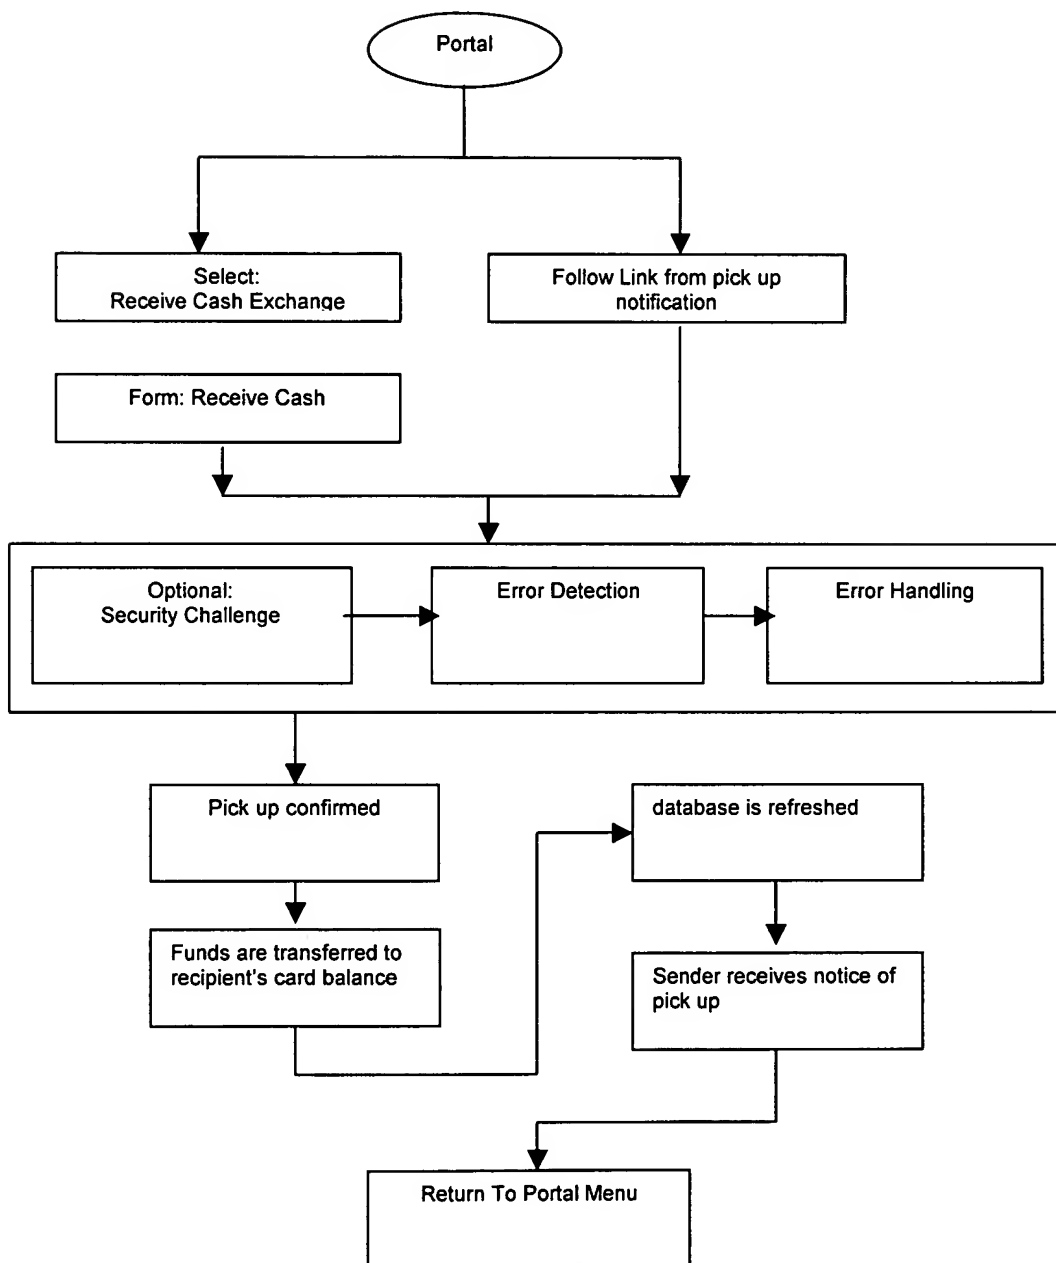 Portal
Select:
Receive Cash Exchange
Follow Link from pick up
notification
Form: Receive Cash
Optional:
Security Challenge
Error Detection
Error Handling
Pick up confirmed
database is refreshed
Funds are transferred to
recipient's card balance
Sender receives notice of
pick up
Return To Portal Menu